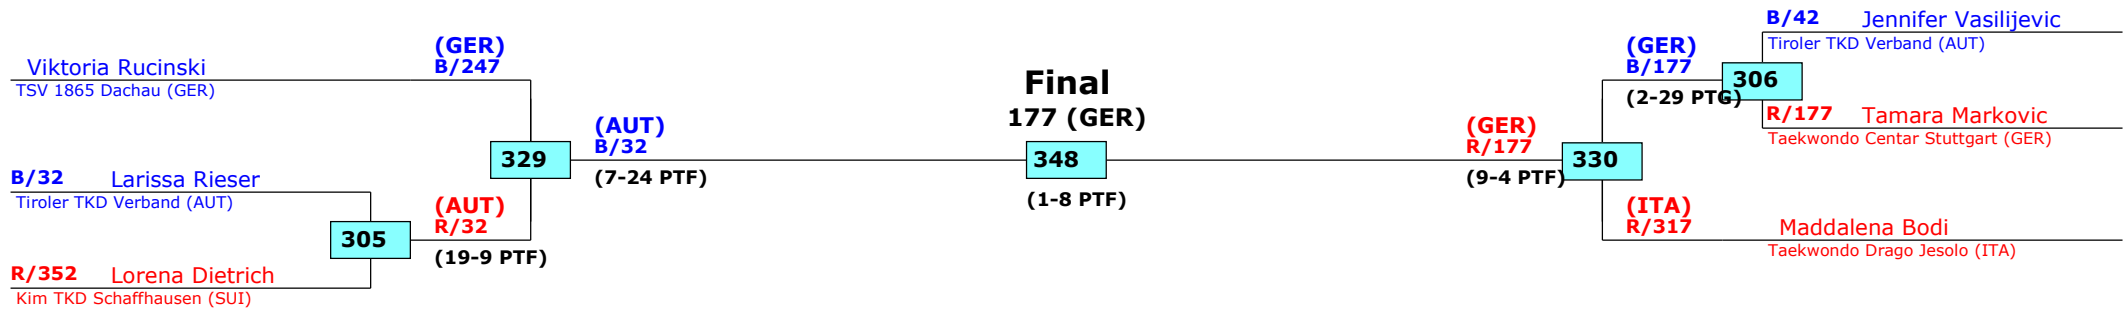 Viktoria Rucinski
TSV 1865 Dachau (GER)
(GER)
B/247
B/32 Larissa Rieser
Tiroler TKD Verband (AUT)
R/352 Lorena Dietrich
Kim TKD Schaffhausen (SUI)
305
(AUT)
R/32
(19-9 PTF)
329
(AUT)
B/32
(7-24 PTF)
Final
177 (GER)
348
(1-8 PTF)
(GER)
R/177
(9-4 PTF)
330
(GER)
B/177
(2-29 PTG)
306
B/42 Jennifer Vasilijevic
Tiroler TKD Verband (AUT)
R/177 Tamara Markovic
Taekwondo Centar Stuttgart (GER)
(ITA)
R/317
Maddalena Bodi
Taekwondo Drago Jesolo (ITA)